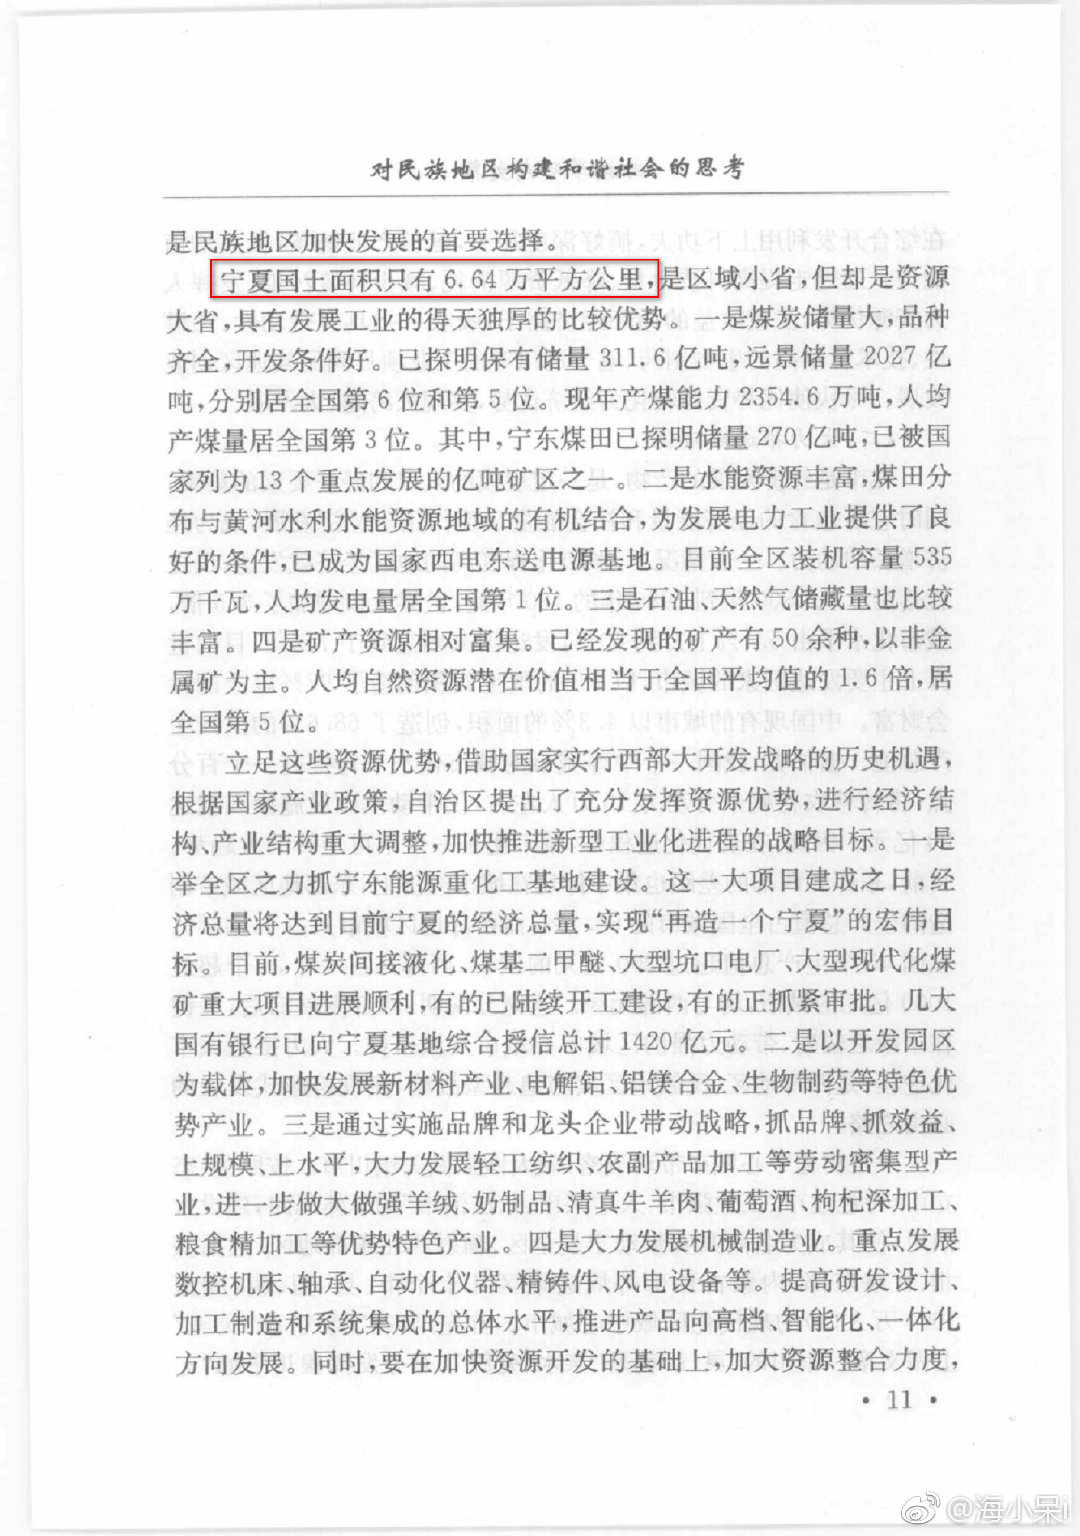 对民族地区构建和谐社会的思考
是民族地区加快发展的首要选择。
宁夏国土面积只有 6.64 万平方公里，是区域小省，但却是资源
大省，具有发展工业的得天独厚的比较优势。一是煤炭储量大，品种
齐全，开发条件好。已探明保有储量 311.6 亿吨，远景储量 2027 亿
吨，分别居全国第 6 位和第 5 位。现年产煤能力 2354.6 万吨，人均
产煤量居全国第 3 位。其中，宁东煤田已探明储量 270 亿吨，已被国
家列为 13 个重点发展的亿吨矿区之一。二是水能资源丰富，煤田分
布与黄河水利水能资源地域的有机结合，为发展电力工业提供了良
好的条件，已成为国家西电东送电源基地。目前全区装机容量 535
万千瓦，人均发电量居全国第 1 位。三是石油、天然气储藏量也比较
丰富。四是矿产资源相对富集。已经发现的矿产有 50 余种，以非金
属矿为主。人均自然资源潜在价值相当于全国平均值的 1.6 倍，居
全国第 5 位。
立足这些资源优势，借助国家实行西部大开发战略的历史机遇，
根据国家产业政策，自治区提出了充分发挥资源优势，进行经济结
构、产业结构重大调整，加快推进新型工业化进程的战略目标。一是
举全区之力抓宁东能源重化工基地建设。这一大项目建成之日，经
济总量将达到目前宁夏的经济总量，实现“再造一个宁夏”的宏伟目
标。目前，煤炭间接液化、煤基二甲醚、大型坑口电厂、大型现代化煤
矿重大项目进展顺利，有的已陆续开工建设，有的正抓紧审批。几大
国有银行已向宁夏基地综合授信总计 1420 亿元。二是以开发园区
为载体，加快发展新材料产业、电解铝、铝镁合金、生物制药等特色优
势产业。三是通过实施品牌和龙头企业带动战略，抓品牌、抓效益、
上规模、上水平，大力发展轻工纺织、农副产品加工等劳动密集型产
业，进一步做大做强羊绒、奶制品、清真牛羊肉、葡萄酒、枸杞深加工、
粮食精加工等优势特色产业。四是大力发展机械制造业。重点发展
数控机床、轴承、自动化仪器、精铸件、风电设备等。提高研发设计、
加工制造和系统集成的总体水平，推进产品向高档、智能化、一体化
方向发展。同时，要在加快资源开发的基础上，加大资源整合力度，
· 11 ·
@海小呆i